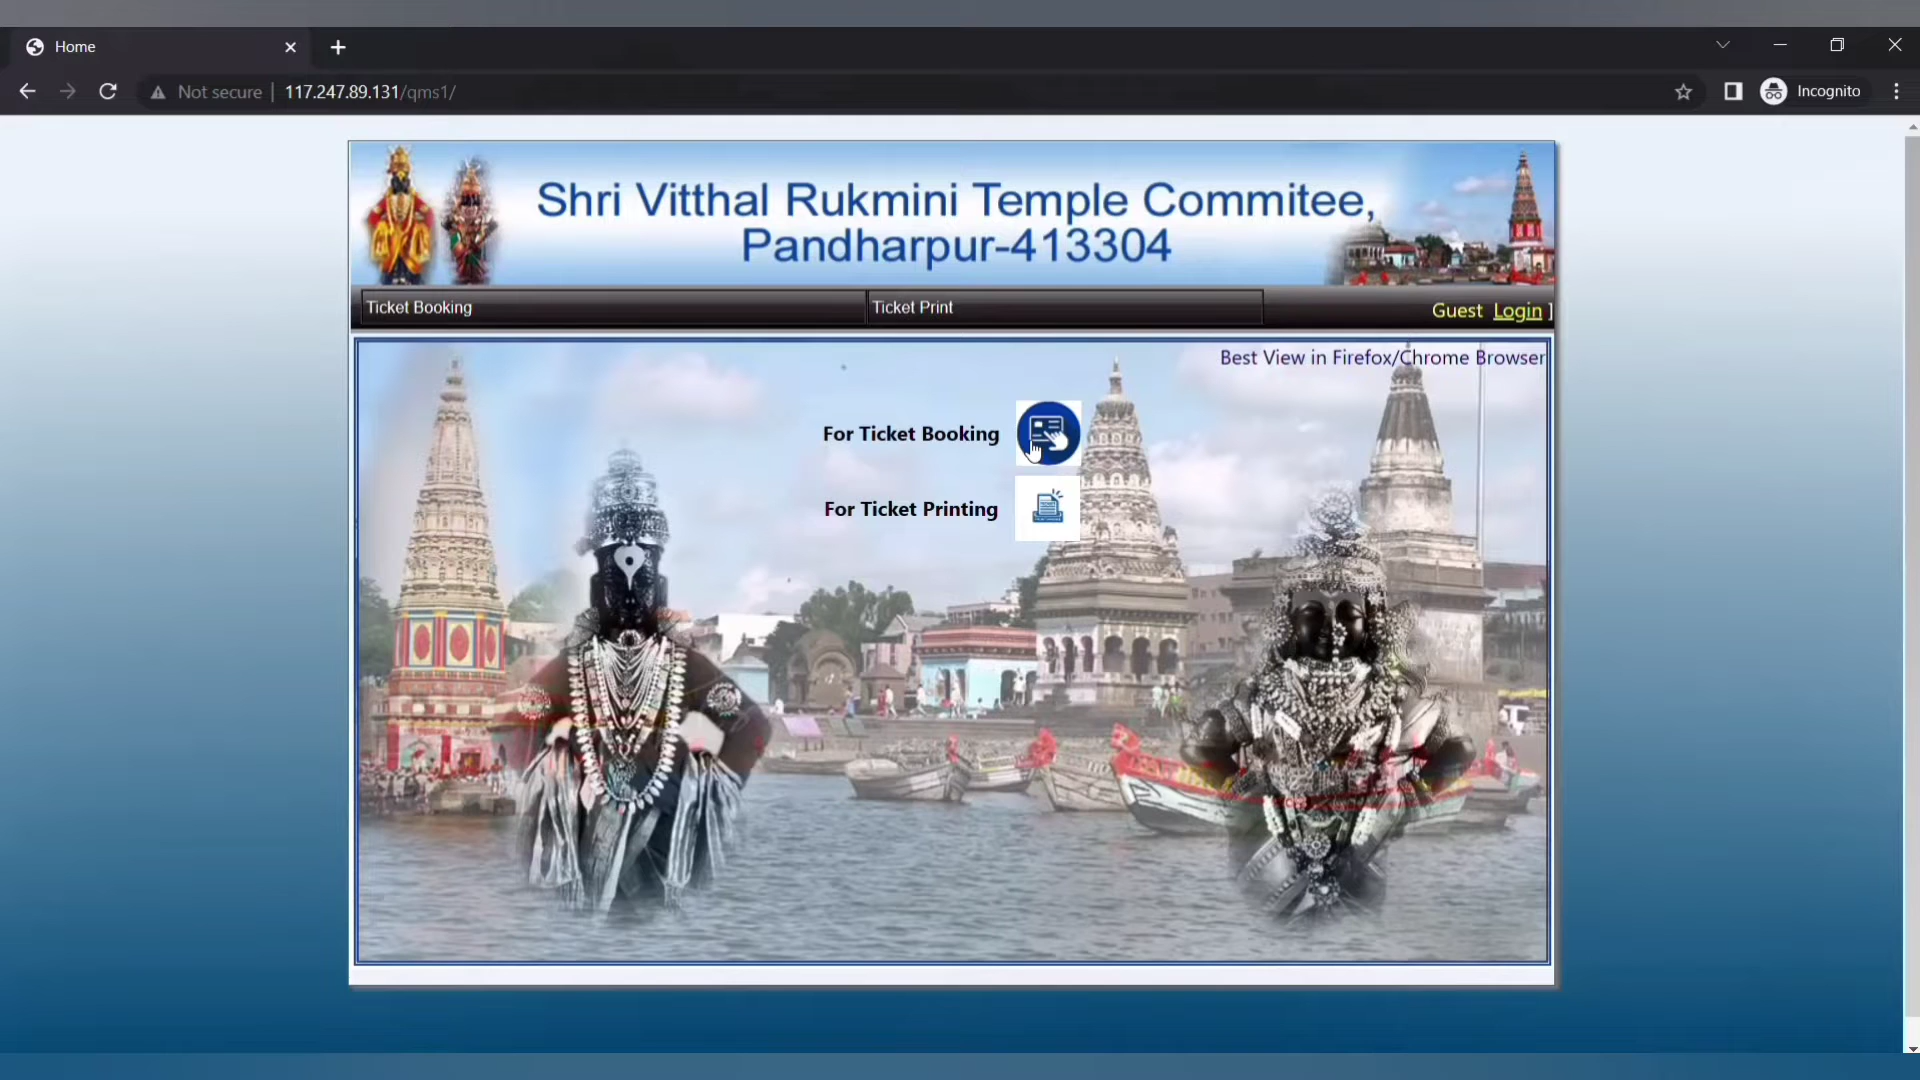 Home
Not secure | 117.247.89.131/qms1/
Incognito
Shri Vitthal Rukmini Temple Commitee,
Pandharpur-413304
Ticket Booking
Ticket Print
Guest Login ]
Best View in Firefox/Chrome Browser
For Ticket Booking
For Ticket Printing